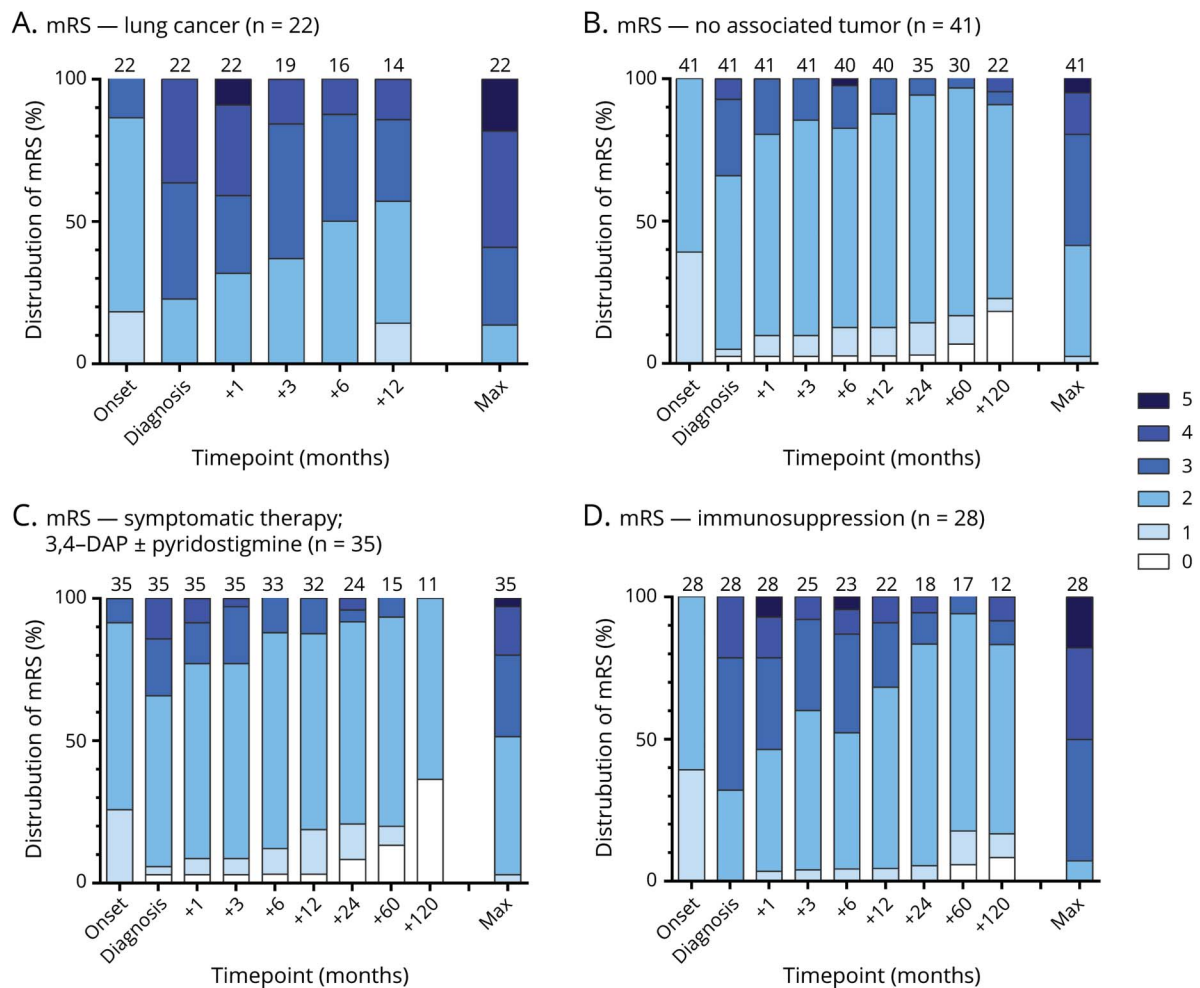 A. mRS — lung cancer (n = 22)
22 22 22 19 16 14 22
100
50
0
Distrubution of mRS (%)
Onset Diagnosis +1 +3 +6 +12 Max
Timepoint (months)
B. mRS — no associated tumor (n = 41)
41 41 41 41 40 40 35 30 22 41
100
50
0
Distrubution of mRS (%)
Onset Diagnosis +1 +3 +6 +12 +24 +60 +120 Max
Timepoint (months)
5
4
3
2
1
0
C. mRS — symptomatic therapy;
3,4–DAP ± pyridostigmine (n = 35)
35 35 35 35 33 32 24 15 11 35
100
50
0
Distrubution of mRS (%)
Onset Diagnosis +1 +3 +6 +12 +24 +60 +120 Max
Timepoint (months)
D. mRS — immunosuppression (n = 28)
28 28 28 25 23 22 18 17 12 28
100
50
0
Distrubution of mRS (%)
Onset Diagnosis +1 +3 +6 +12 +24 +60 +120 Max
Timepoint (months)